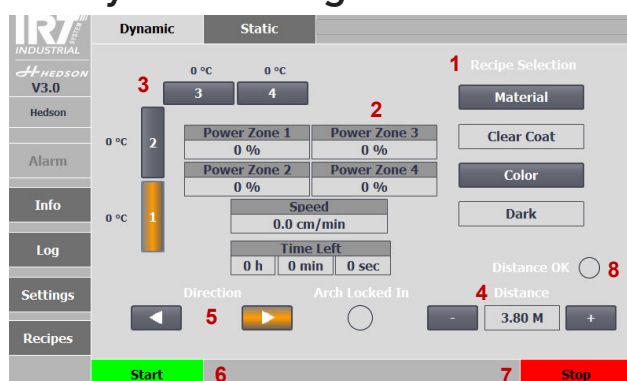 IRT
SYSTEM
INDUSTRIAL
HEDSON
V3.0
Hedson
Alarm
Info
Log
Settings
Recipes
Dynamic
Static
0 °C
0 °C
3
3
4
2
0 °C
1
0 °C
2
Power Zone 1
Power Zone 3
0 %
0 %
Power Zone 2
Power Zone 4
0 %
0 %
Speed
0.0 cm/min
Time Left
0 h
0 min
0 sec
1
Recipe Selection
Material
Clear Coat
Color
Dark
Distance OK
8
Direction
5
Arch Locked In
4
Distance
-
3.80 M
+
Start
6
7
Stop